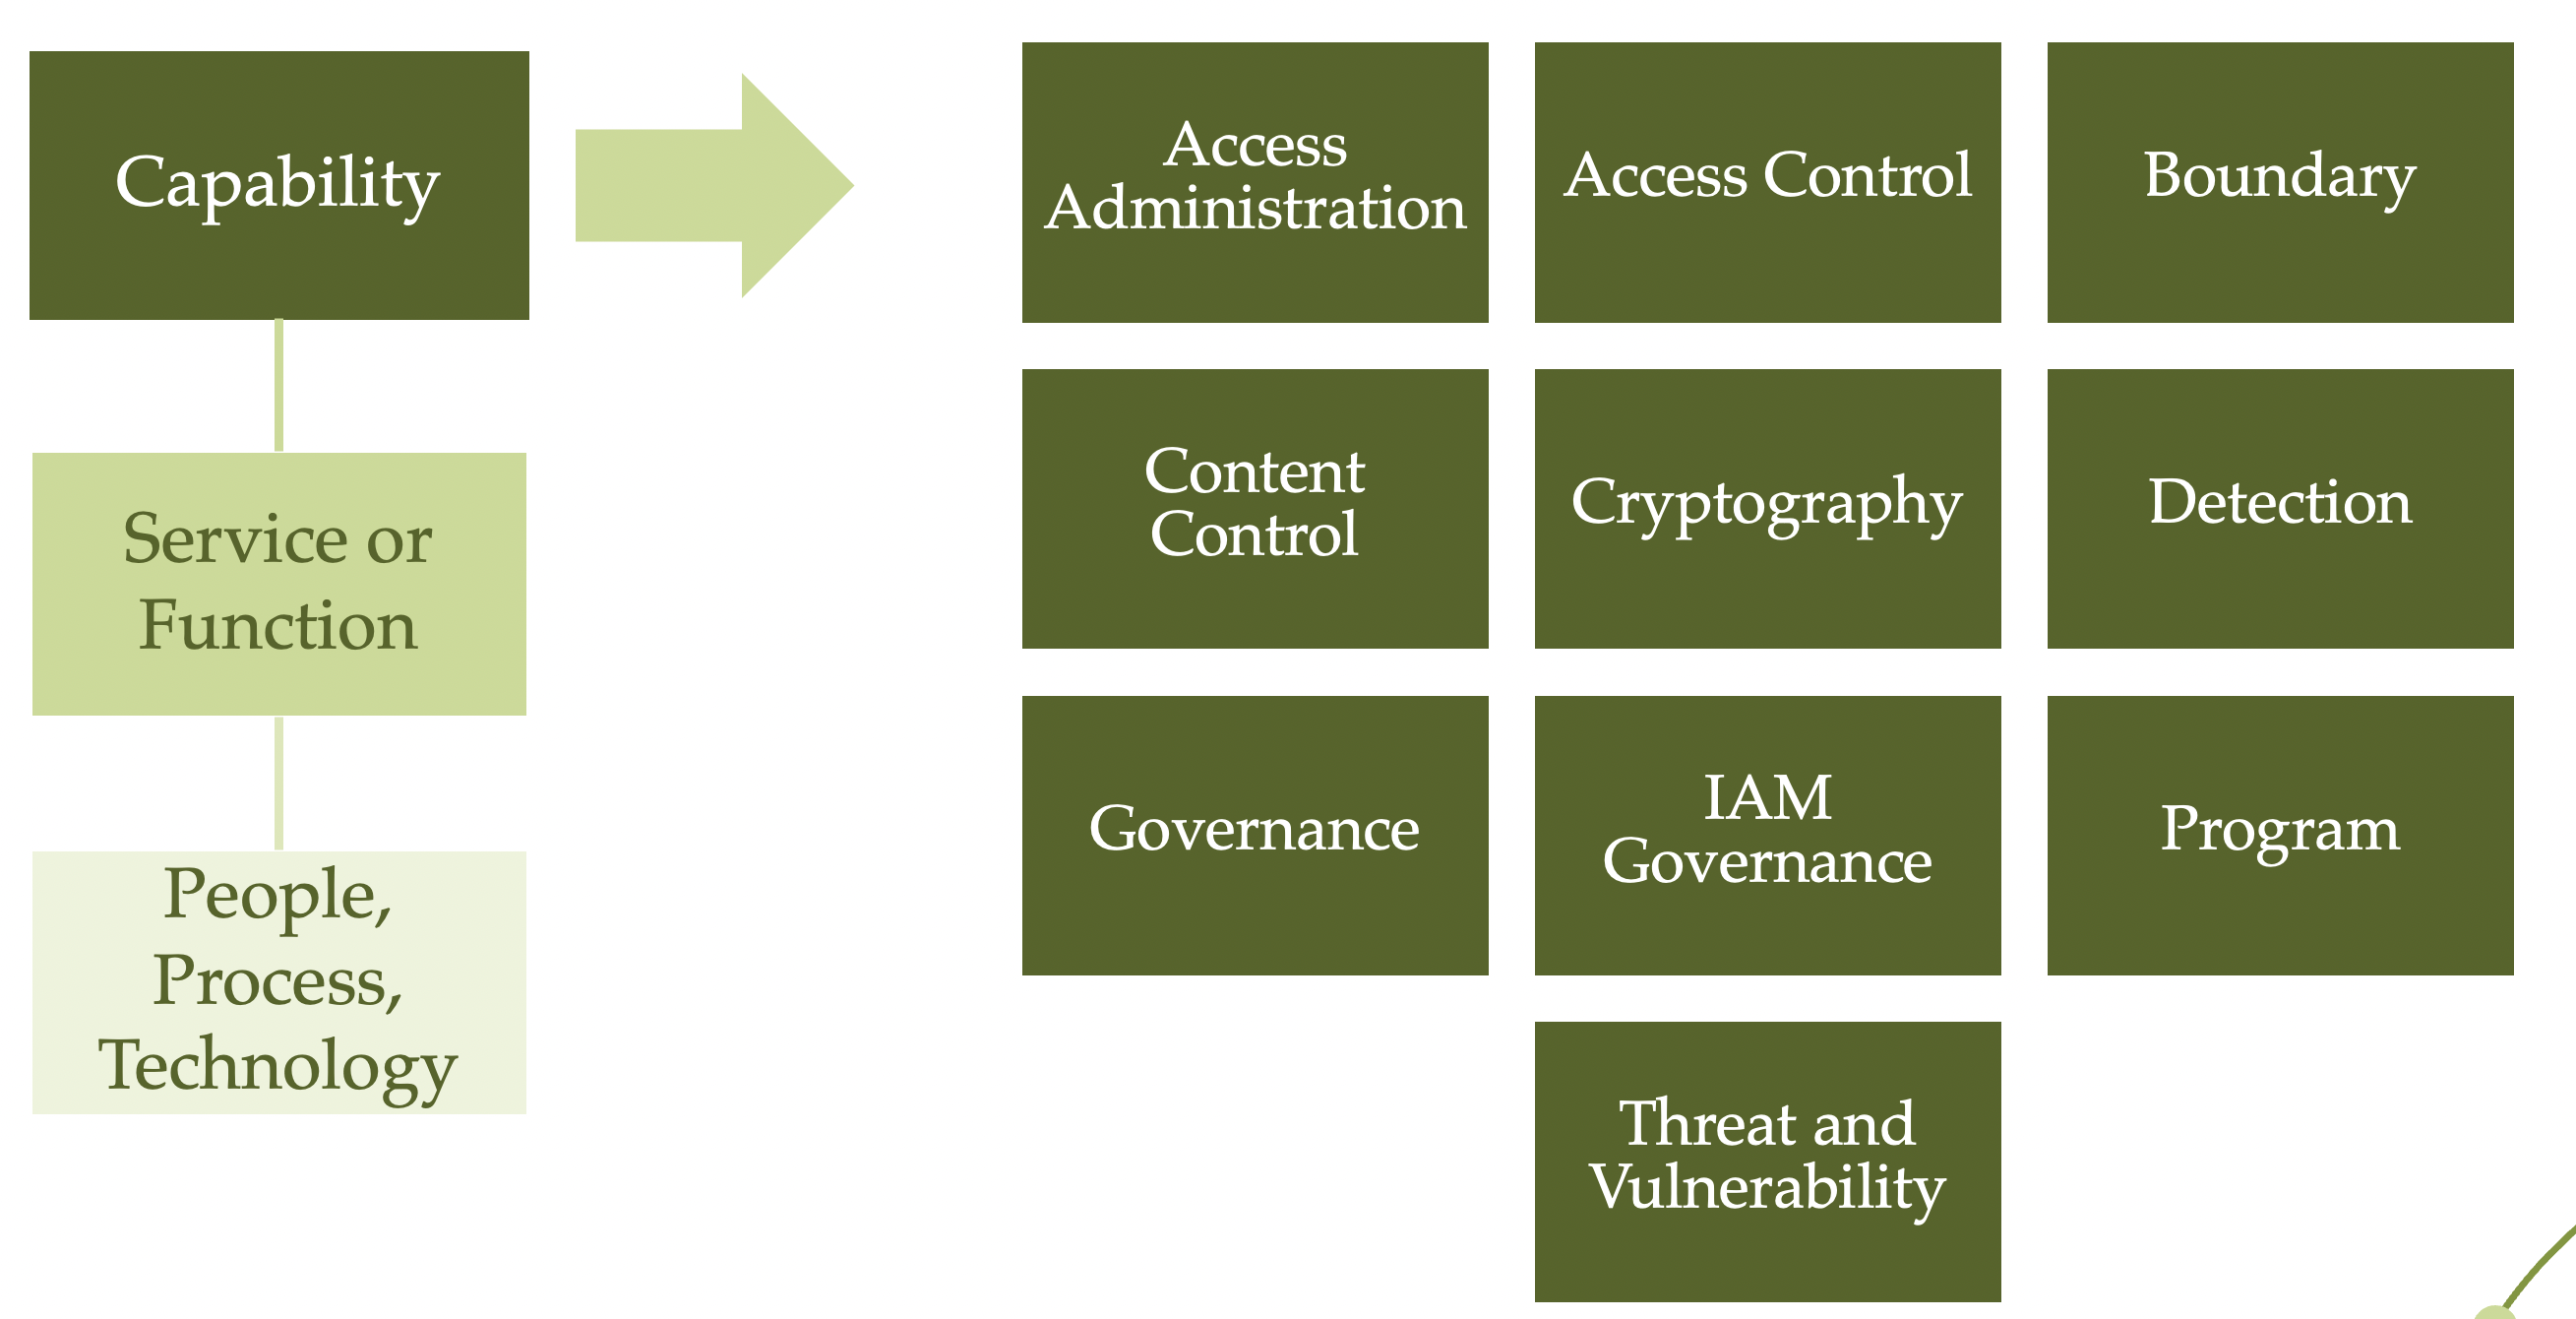 Capability
Service or
Function
People,
Process,
Technology
Access
Administration
Access Control
Boundary
Content
Control
Cryptography
Detection
Governance
IAM
Governance
Program
Threat and
Vulnerability